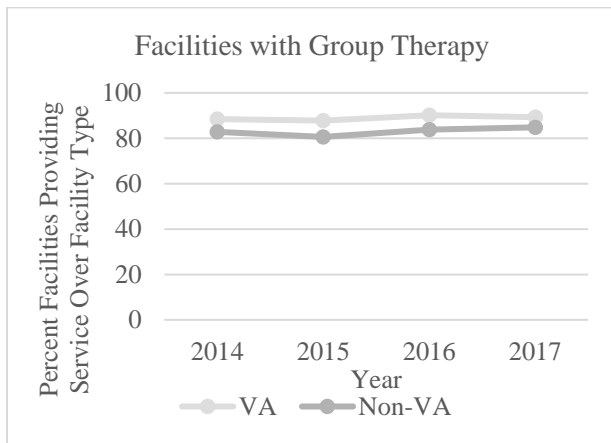 Facilities with Group Therapy
Percent Facilities Providing
Service Over Facility Type
100
80
60
40
20
0
2014 2015 2016 2017
Year
VA Non-VA